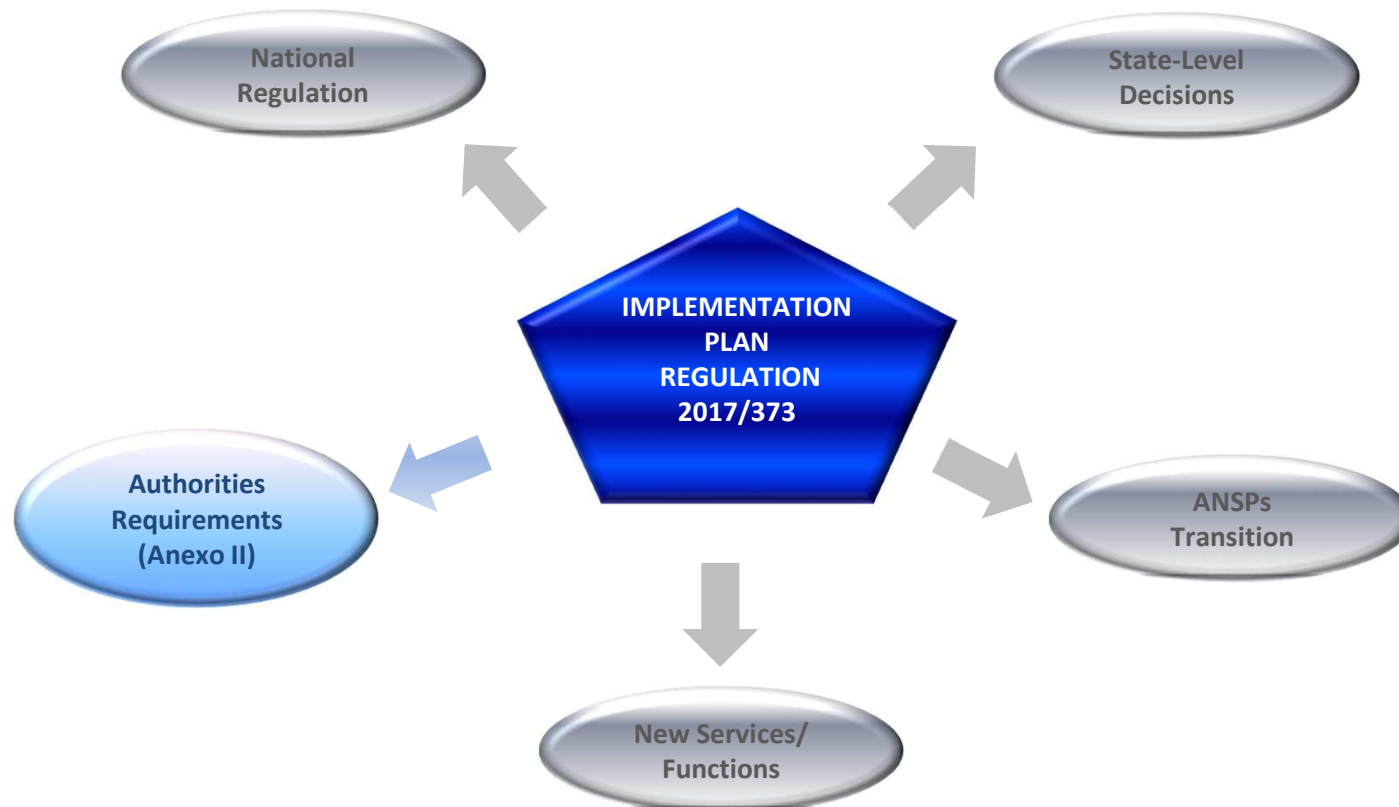 National
Regulation
State-Level
Decisions
IMPLEMENTATION
PLAN
REGULATION
2017/373
Authorities
Requirements
(Anexo II)
ANSPs
Transition
New Services/
Functions